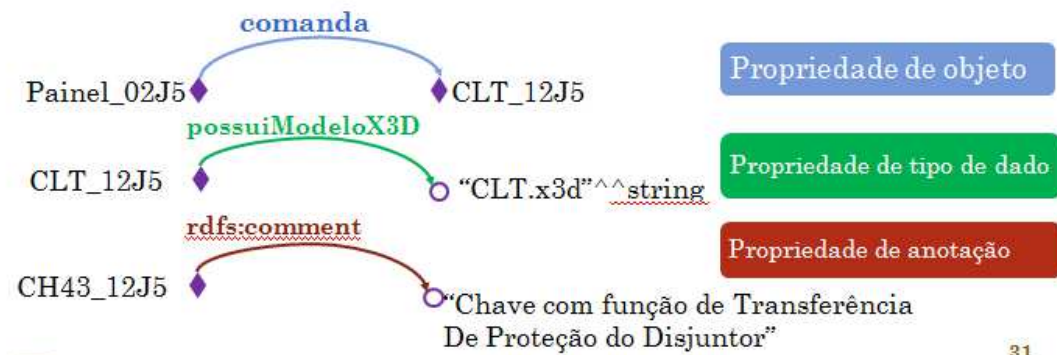 comanda
Painel_02J5
CLT_12J5
Propriedade de objeto
possuiModeloX3D
CLT_12J5
"CLT.x3d"^^string
Propriedade de tipo de dado
rdfs:comment
CH43_12J5
"Chave com função de Transferência
De Proteção do Disjuntor"
Propriedade de anotação
31